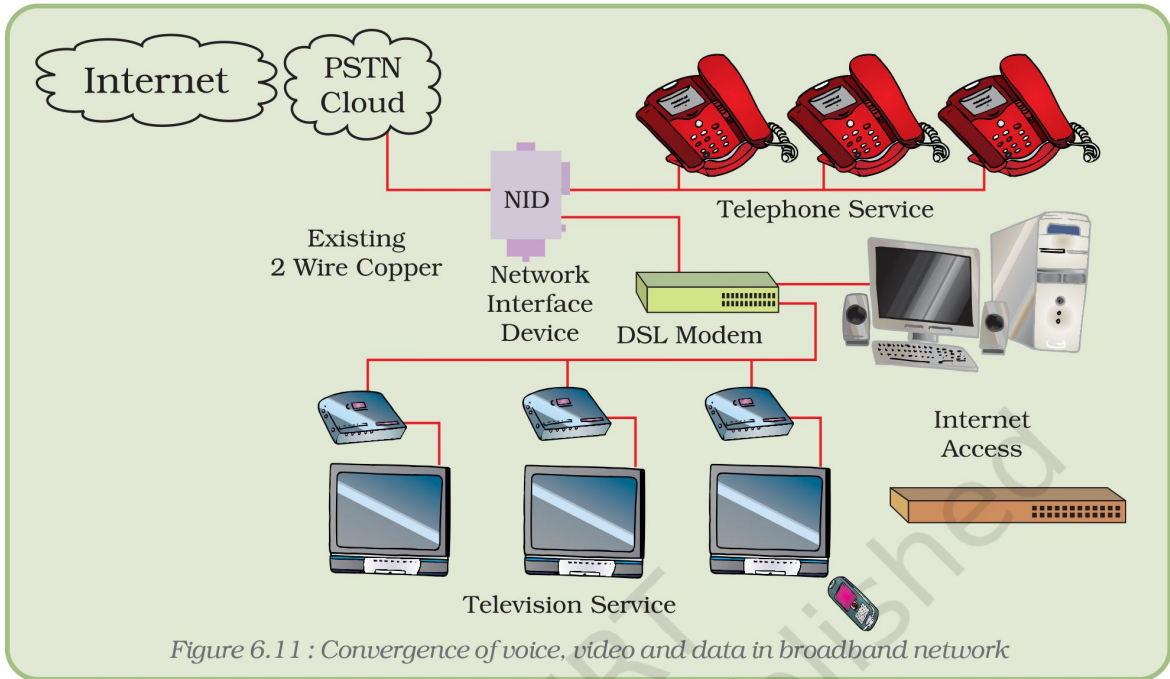 Internet
PSTN
Cloud
NID
Telephone Service
Existing
2 Wire Copper
Network
Interface
Device
DSL Modem
Internet
Access
Television Service
Figure 6.11 : Convergence of voice, video and data in broadband network